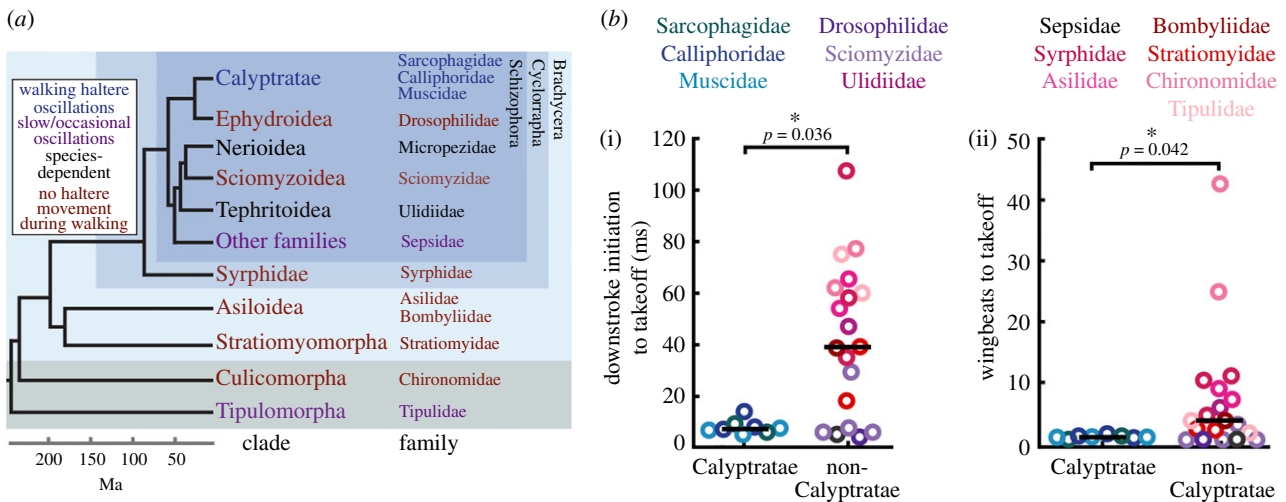 (a)
walking haltere
oscillations
slow/occasional
oscillations
species-
dependent
no haltere
movement
during walking
Calyptratae
Sarcophagidae
Calliphoridae
Muscidae
Ephydroidea Drosophilidae
Nerioidea Micropezidae
Sciomyzoidea Sciomyzidae
Tephritoidea Ulidiidae
Other families Sepsidae
Syrphidae Syrphidae
Asiloidea
Asilidae
Bombyliidae
Stratiomyomorpha Stratiomyidae
Culicomorpha Chironomidae
Tipulomorpha Tipulidae
Schizophora
Cyclorrapha
Brachycera
clade family
200 150 100 50
Ma
(b)
Sarcophagidae Drosophilidae Sepsidae Bombyliidae
Calliphoridae Sciomyzidae Syrphidae Stratiomyidae
Muscidae Ulidiidae Asilidae Chironomidae
Tipulidae
(i)
*
p = 0.036
downstroke initiation
to takeoff (ms)
120
100
80
60
40
20
0
Calyptratae non-
Calyptratae
(ii)
*
p = 0.042
wingbeats to takeoff
50
40
30
20
10
5
0
Calyptratae non-
Calyptratae